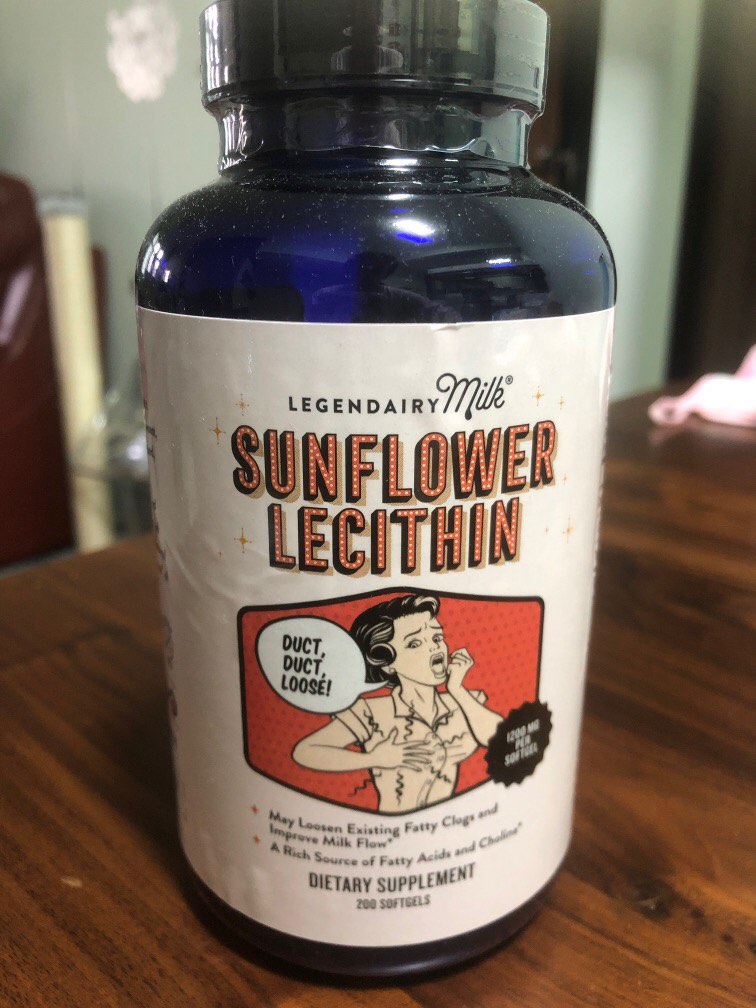 LEGENDAIRY Milk®
SUNFLOWER
LECITHIN
DUCT,
DUCT,
LOOSE!
1200 MG
PER
SOFTGEL
May Loosen Existing Fatty Clogs and
Improve Milk Flow*
A Rich Source of Fatty Acids and Choline*
DIETARY SUPPLEMENT
200 SOFTGELS